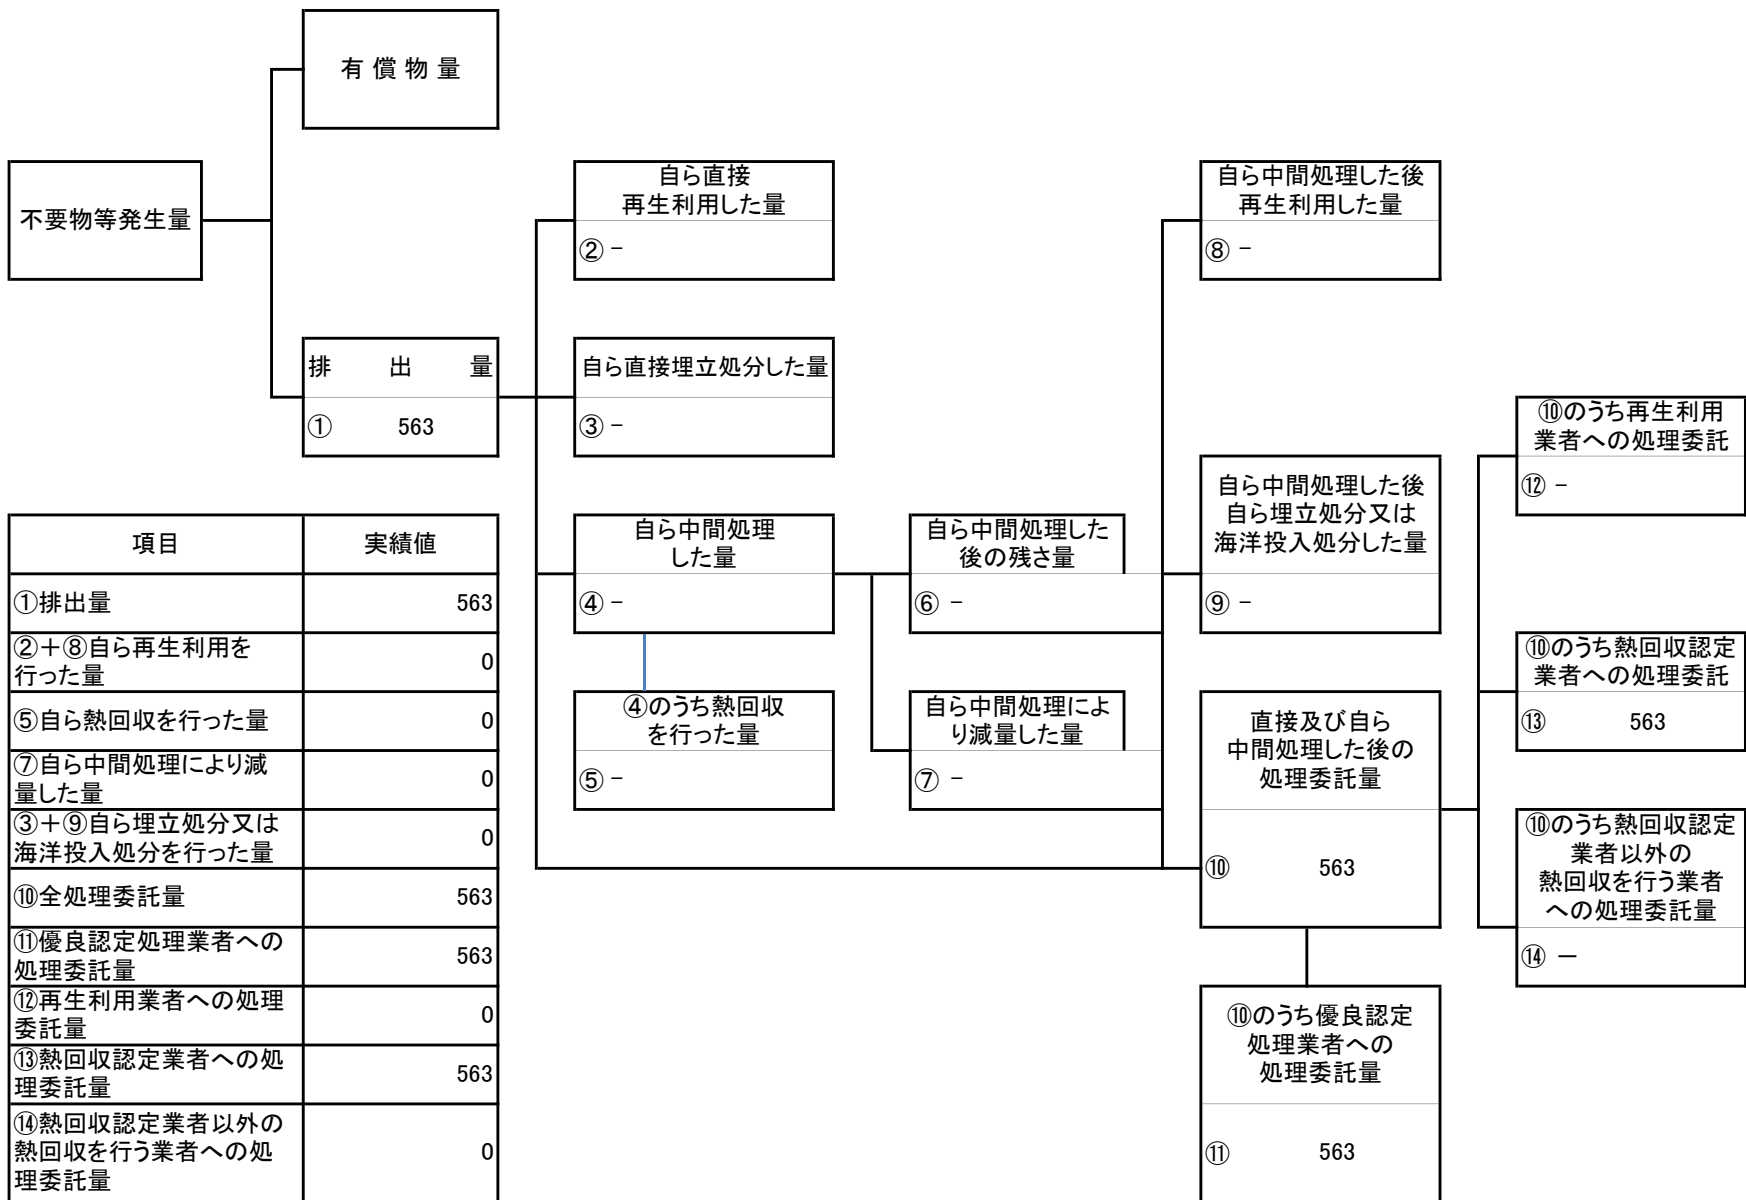 有償物量
不要物等発生量
排出量
① 563
自ら直接
再生利用した量
② −
自ら直接埋立処分した量
③ −
自ら中間処理
した量
④ −
④のうち熱回収
を行った量
⑤ −
自ら中間処理した
後の残さ量
⑥ −
自ら中間処理によ
り減量した量
⑦ −
自ら中間処理した後
再生利用した量
⑧ −
自ら中間処理した後
自ら埋立処分又は
海洋投入処分した量
⑨ −
直接及び自ら
中間処理した後の
処理委託量
⑩ 563
⑩のうち優良認定
処理業者への
処理委託量
⑪ 563
⑩のうち再生利用
業者への処理委託
⑫ −
⑩のうち熱回収認定
業者への処理委託
⑬ 563
⑩のうち熱回収認定
業者以外の
熱回収を行う業者
への処理委託量
⑭ −
項目 実績値
①排出量 563
②+⑧自ら再生利用を
行った量 0
⑤自ら熱回収を行った量 0
⑦自ら中間処理により減
量した量 0
③+⑨自ら埋立処分又は
海洋投入処分を行った量 0
⑩全処理委託量 563
⑪優良認定処理業者への
処理委託量 563
⑫再生利用業者への処理
委託量 0
⑬熱回収認定業者への処
理委託量 563
⑭熱回収認定業者以外の
熱回収を行う業者への処
理委託量 0